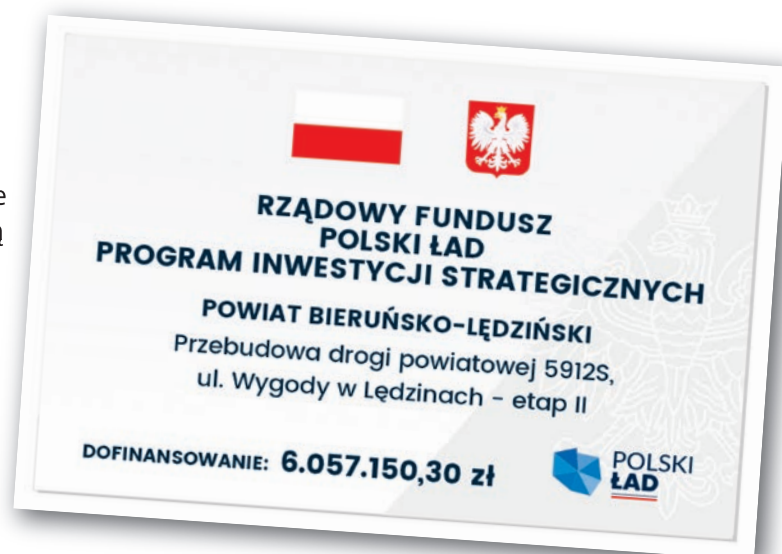 RZĄDOWY FUNDUSZ
POLSKI ŁAD
PROGRAM INWESTYCJI STRATEGICZNYCH
POWIAT BIERUŃSKO-LĘDZIŃSKI
Przebudowa drogi powiatowej 5912S,
ul. Wygody w Lędzinach - etap II
DOFINANSOWANIE: 6.057.150,30 zł
POLSKI
ŁAD